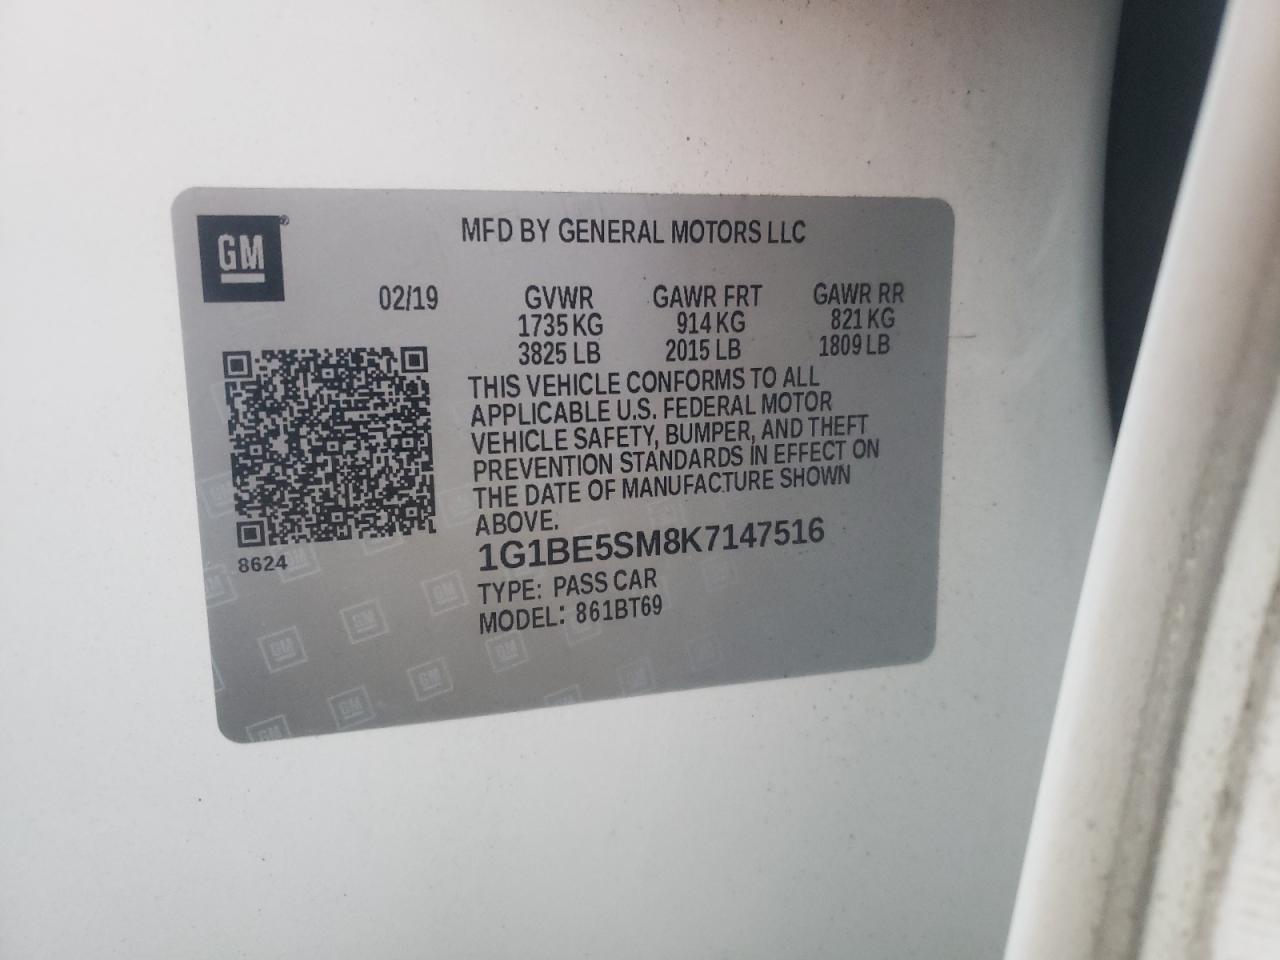 GM®
MFD BY GENERAL MOTORS LLC
02/19
GVWR GAWR FRT GAWR RR
1735 KG 914 KG 821 KG
3825 LB 2015 LB 1809 LB
THIS VEHICLE CONFORMS TO ALL
APPLICABLE U.S. FEDERAL MOTOR
VEHICLE SAFETY, BUMPER, AND THEFT
PREVENTION STANDARDS IN EFFECT ON
THE DATE OF MANUFACTURE SHOWN
ABOVE.
1G1BE5SM8K7147516
TYPE: PASS CAR
MODEL: 861BT69
8624